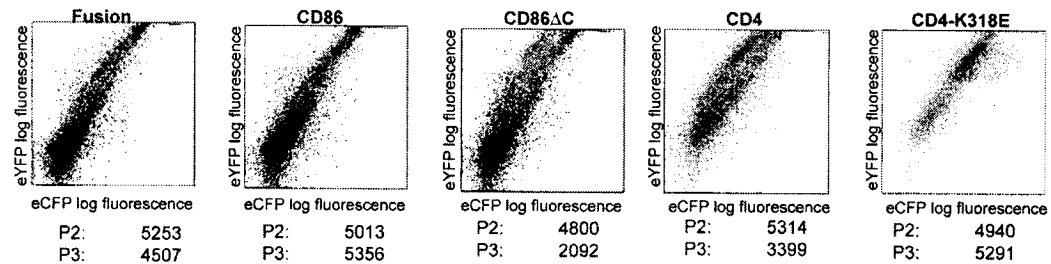 Fusion
CD86
CD86ΔC
CD4
CD4-K318E
eYFP log fluorescence
eYFP log fluorescence
eYFP log fluorescence
eYFP log fluorescence
eYFP log fluorescence
eCFP log fluorescence
eCFP log fluorescence
eCFP log fluorescence
eCFP log fluorescence
eCFP log fluorescence
P2: 5253
P3: 4507
P2: 5013
P3: 5356
P2: 4800
P3: 2092
P2: 5314
P3: 3399
P2: 4940
P3: 5291